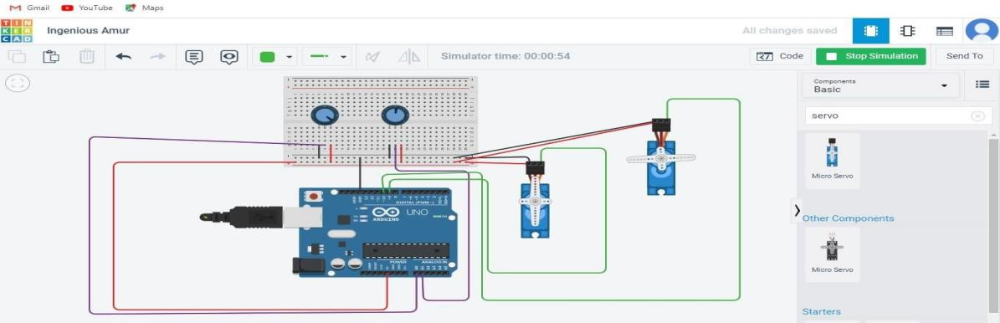 Gmail YouTube Maps
TIN
KER
CAD
Ingenious Amur
All changes saved
Simulator time: 00:00:54
Code
Stop Simulation
Send To
Components
Basic
servo
Micro Servo
DIGITAL (PWM~)
UNO
ARDUINO
POWER
ANALOG IN
Other Components
Micro Servo
Starters